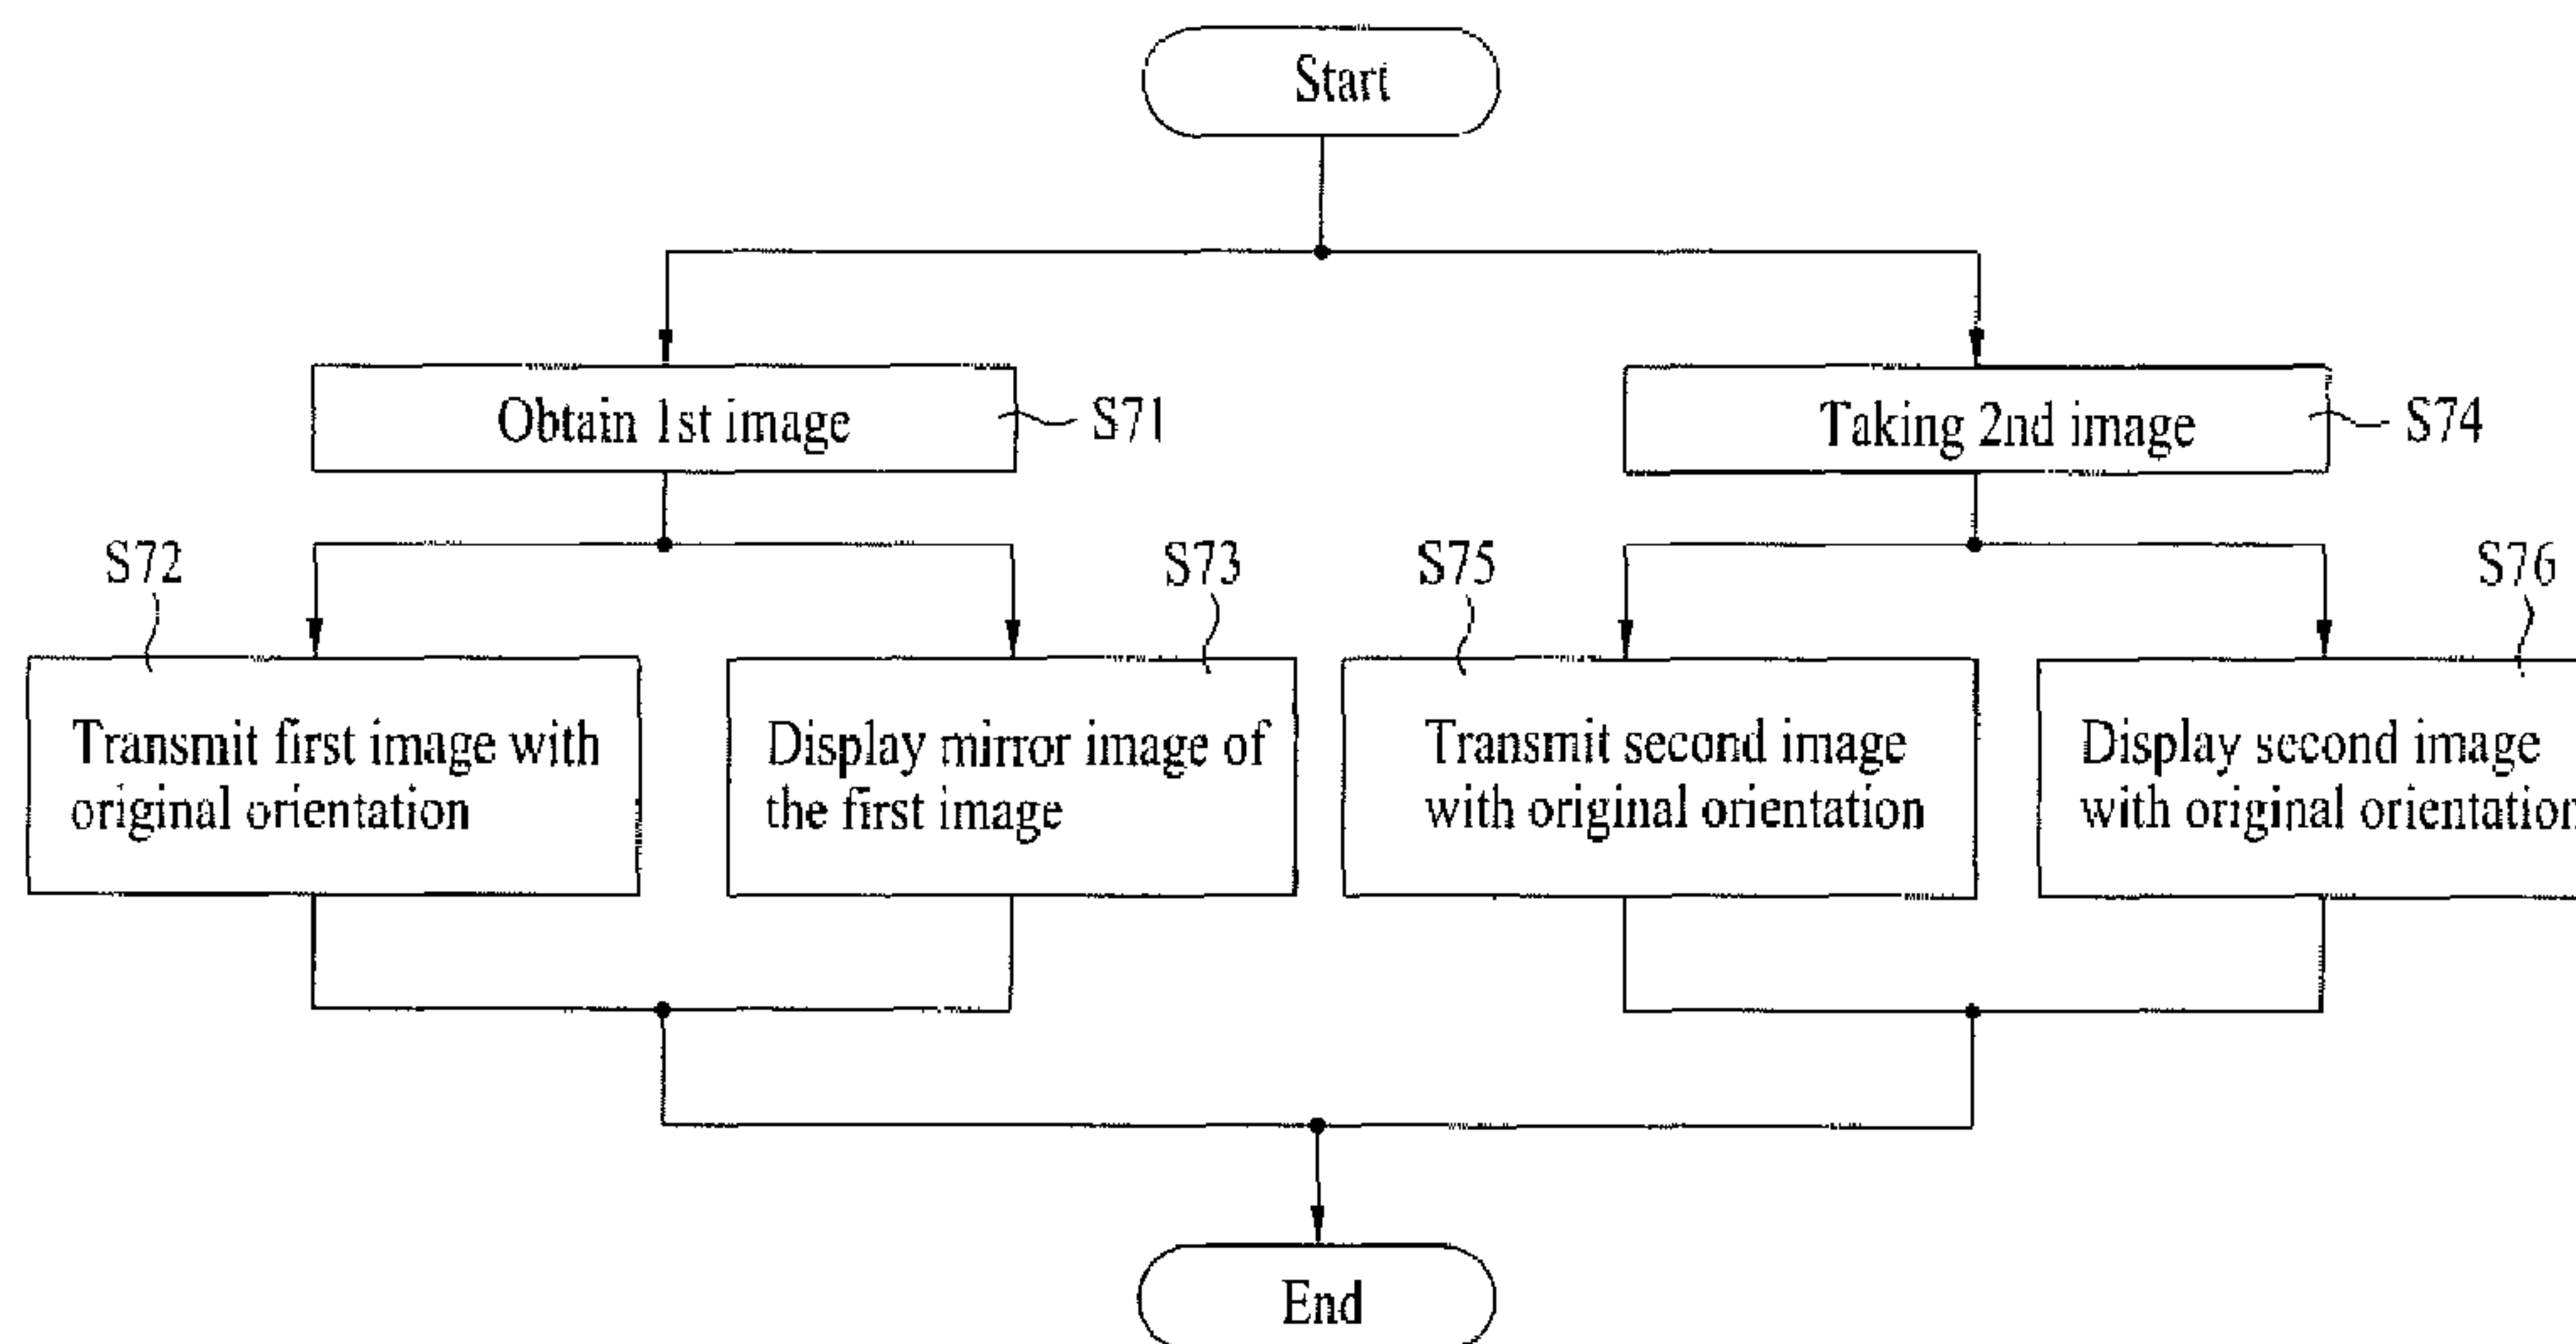 Start
Obtain 1st image
S71
Taking 2nd image
S74
S72
S73
S75
S76
Transmit first image with
original orientation
Display mirror image of
the first image
Transmit second image
with original orientation
Display second image
with original orientation
End